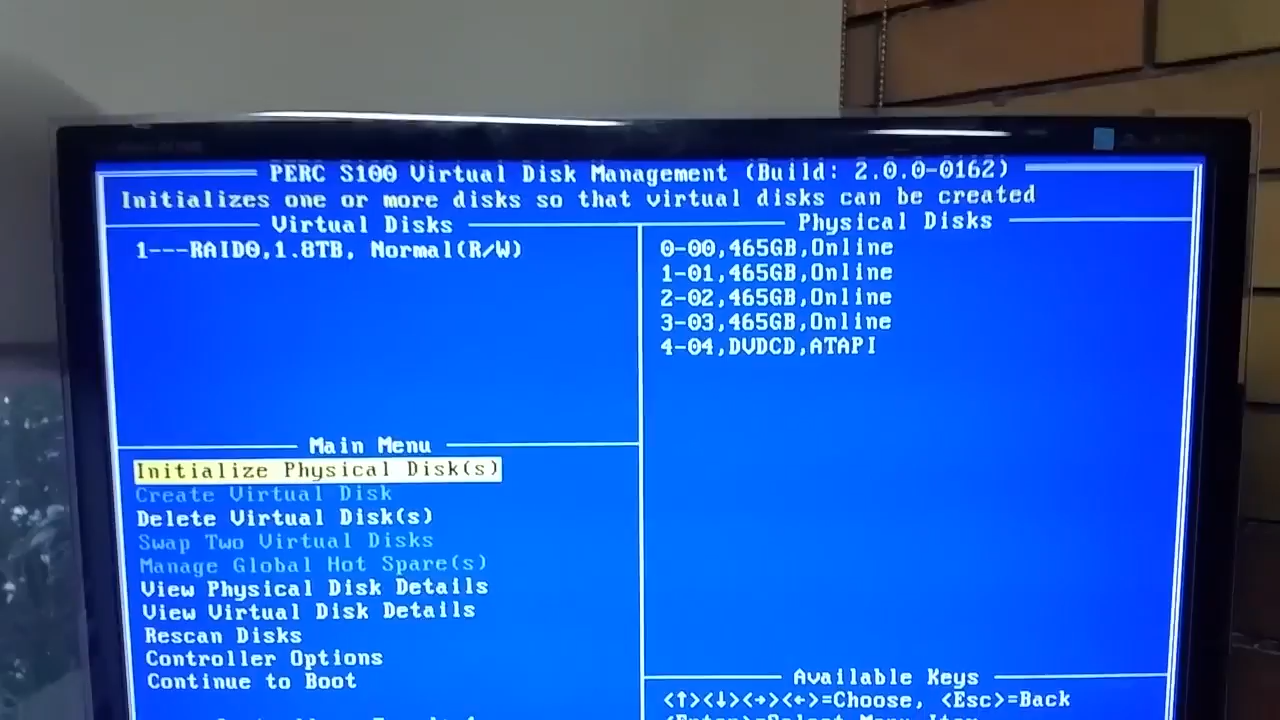 PERC S100 Virtual Disk Management (Build: 2.0.0-0162)
Initializes one or more disks so that virtual disks can be created
Virtual Disks
1---RAID0,1.8TB, Normal(R/W)
Physical Disks
0-00,465GB,Online
1-01,465GB,Online
2-02,465GB,Online
3-03,465GB,Online
4-04,DVDCD,ATAPI
Main Menu
Initialize Physical Disk(s)
Create Virtual Disk
Delete Virtual Disk(s)
Swap Two Virtual Disks
Manage Global Hot Spare(s)
View Physical Disk Details
View Virtual Disk Details
Rescan Disks
Controller Options
Continue to Boot
Available Keys
<↑><↓><→><←>=Choose, <Esc>=Back